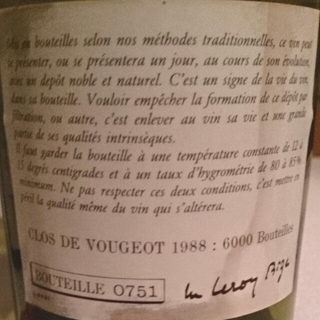 en bouteilles selon nos méthodes traditionnelles, ce vin peut
se présenter, ou se présentera un jour, au cours de son évolution,
avec un depôt noble et naturel. C'est un signe de la vie du vin,
dans sa bouteille. Vouloir empêcher la formation de ce dépôt par
filtration, ou autre, c'est enlever au vin sa vie et une grande
partie de ses qualités intrinsèques.
Il faut garder la bouteille à une température constante de 12 à
15 degrés centigrades et à un taux d'hygrométrie de 80 à 85%
minimum. Ne pas respecter ces deux conditions, c'est mettre en
péril la qualité même du vin qui s'altérera.
CLOS DE VOUGEOT 1988 : 6000 Bouteilles
BOUTEILLE 0751
Leroy Bize